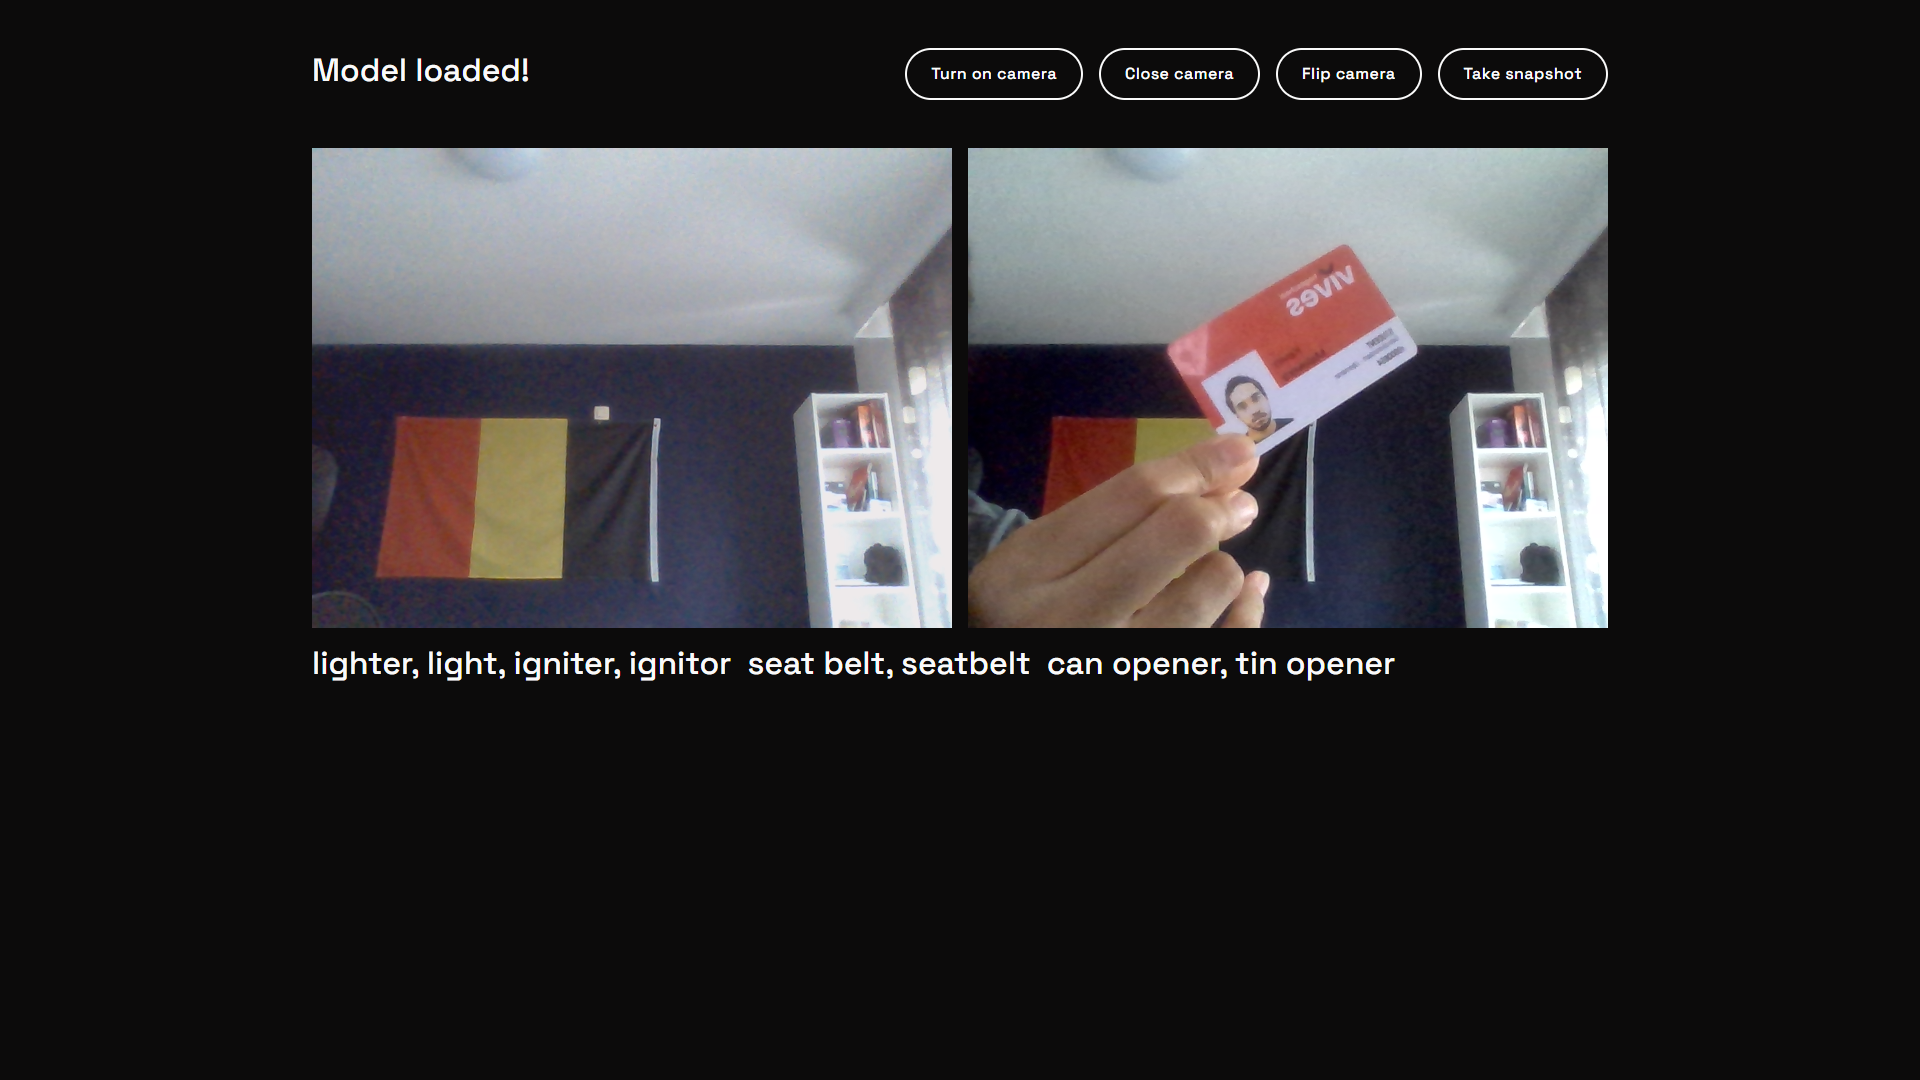 Model loaded!
Turn on camera
Close camera
Flip camera
Take snapshot
vives
STUDENT
lighter, light, igniter, ignitor seat belt, seatbelt can opener, tin opener